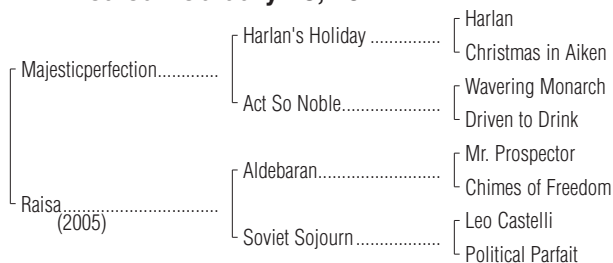 Harlan
Harlan's Holiday ................
Christmas in Aiken
Majesticperfection.............
Wavering Monarch
Act So Noble.....................
Driven to Drink
Mr. Prospector
Aldebaran.........................
Chimes of Freedom
Raisa.................................
(2005)
Leo Castelli
Soviet Sojourn ..................
Political Parfait